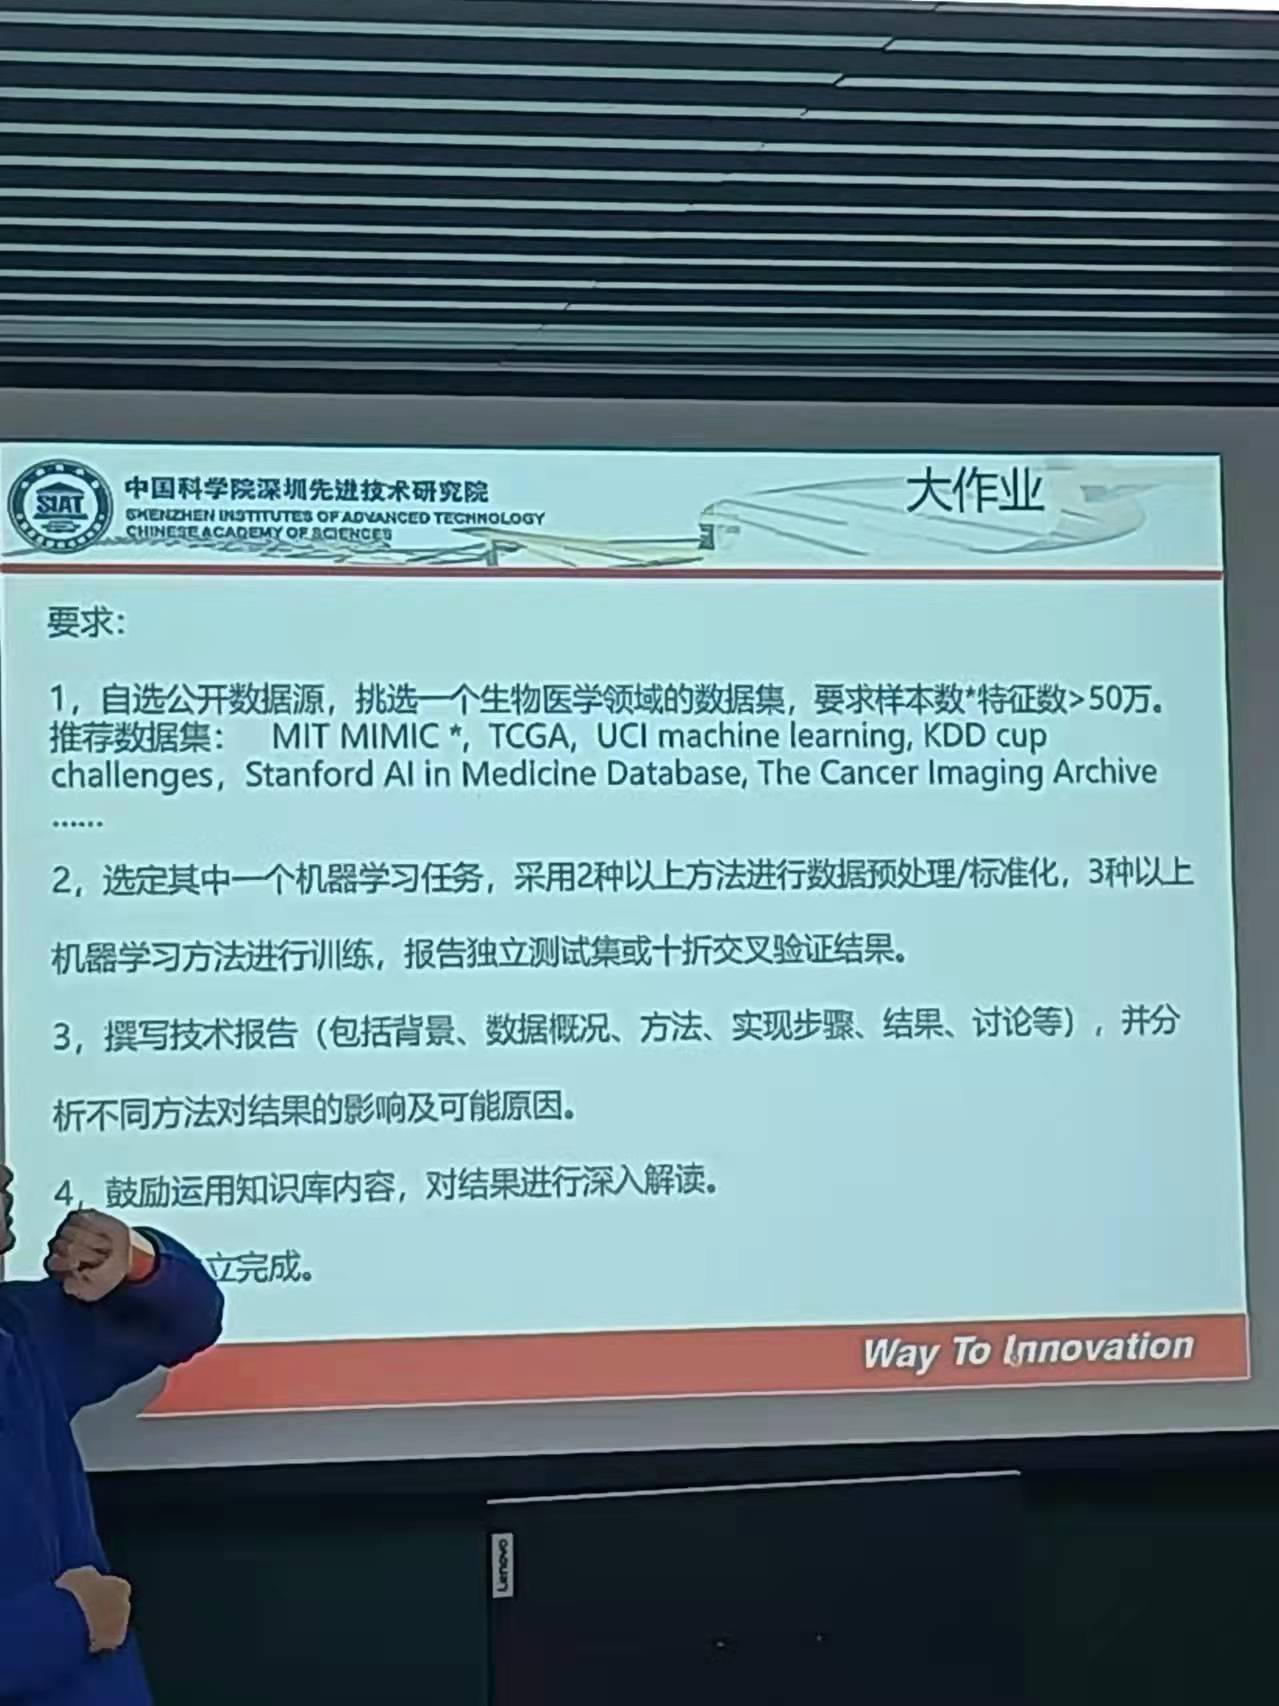 中国科学院深圳先进技术研究院
SHENZHEN INSTITUTES OF ADVANCED TECHNOLOGY
CHINESE ACADEMY OF SCIENCES
SIAT
大作业
要求：
1，自选公开数据源，挑选一个生物医学领域的数据集，要求样本数*特征数>50万。
推荐数据集： MIT MIMIC *, TCGA, UCI machine learning, KDD cup
challenges, Stanford AI in Medicine Database, The Cancer Imaging Archive
……
2，选定其中一个机器学习任务，采用2种以上方法进行数据预处理/标准化，3种以上
机器学习方法进行训练，报告独立测试集或十折交叉验证结果。
3，撰写技术报告（包括背景、数据概况、方法、实现步骤、结果、讨论等），并分
析不同方法对结果的影响及可能原因。
4，鼓励运用知识库内容，对结果进行深入解读。
立完成。
Way To Innovation
Lenovo